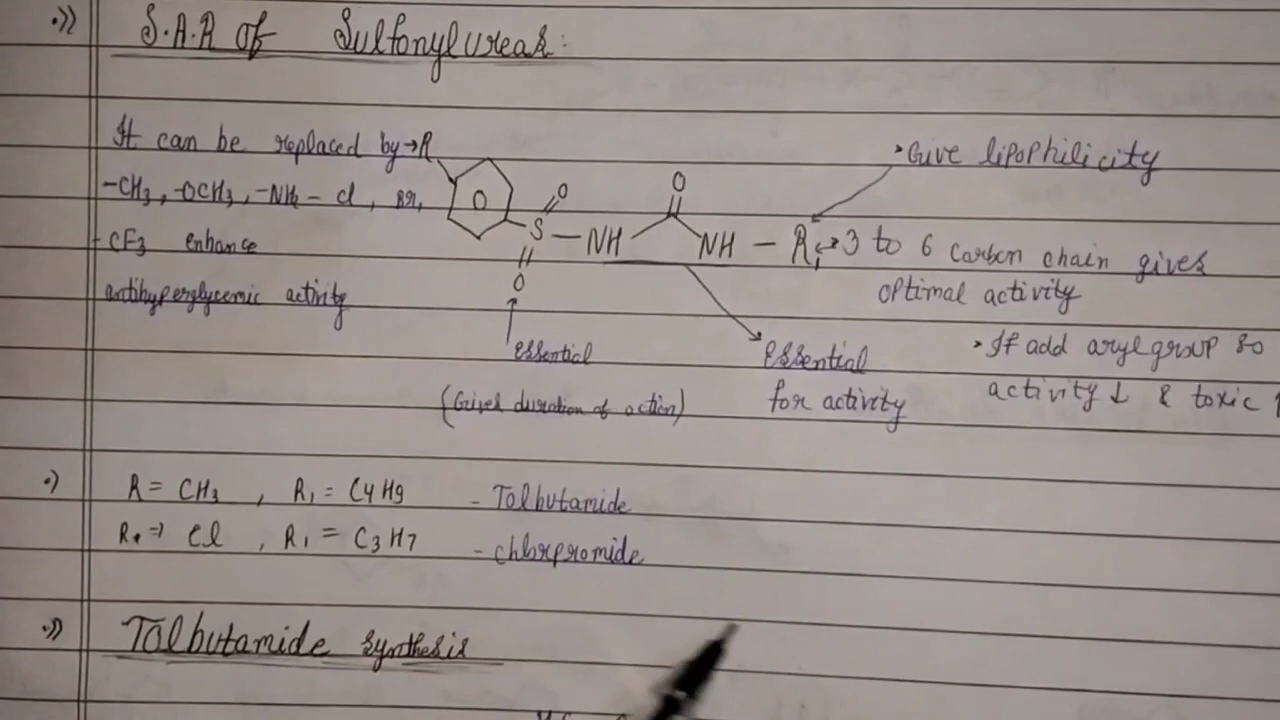 ·)) S.A.R of Sulfonylureas:
It can be replaced by→R
-CH3, -OCH3, -NH2 - Cl, Br,
-CF3 enhance
antihyperglycemic activity
·Give lipophilicity
O
O
S - NH NH - R1→3 to 6 carbon chain gives
optimal activity
O
O
Essential
(Gives duration of action)
Essential
for activity
·If add aryl group so
activity↓ & toxic↑
·) R = CH3, R1 = C4H9 - Tolbutamide
R ⇒ Cl, R1 = C3H7 - chlorpromide
·)) Tolbutamide synthesis